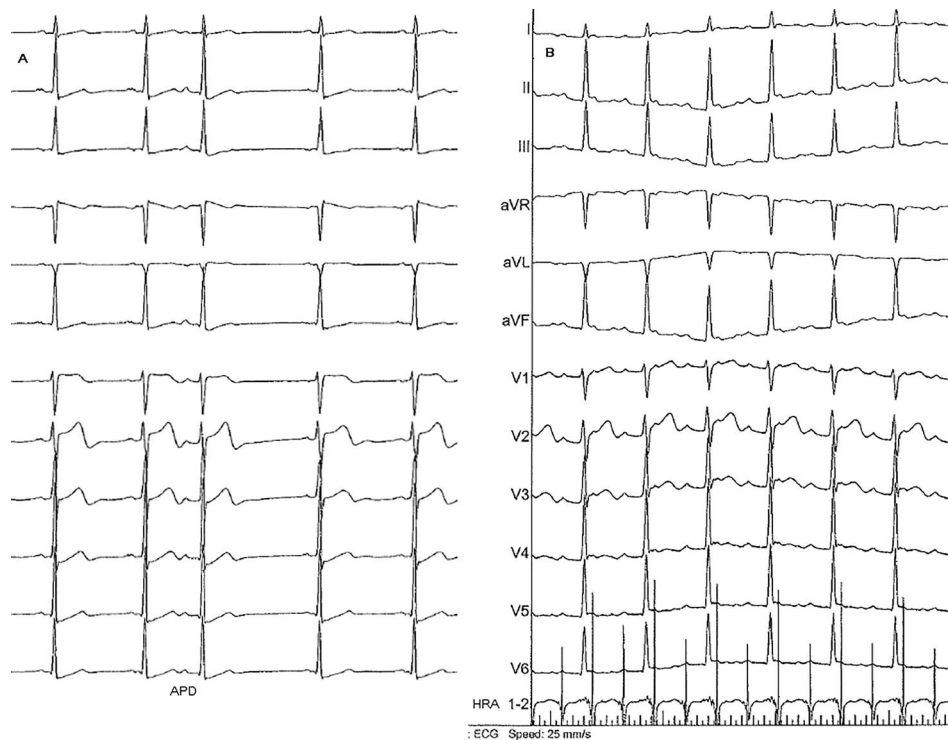 A
APD
I
B
II
III
aVR
aVL
aVF
V1
V2
V3
V4
V5
V6
HRA 1-2
: ECG Speed: 25 mm/s